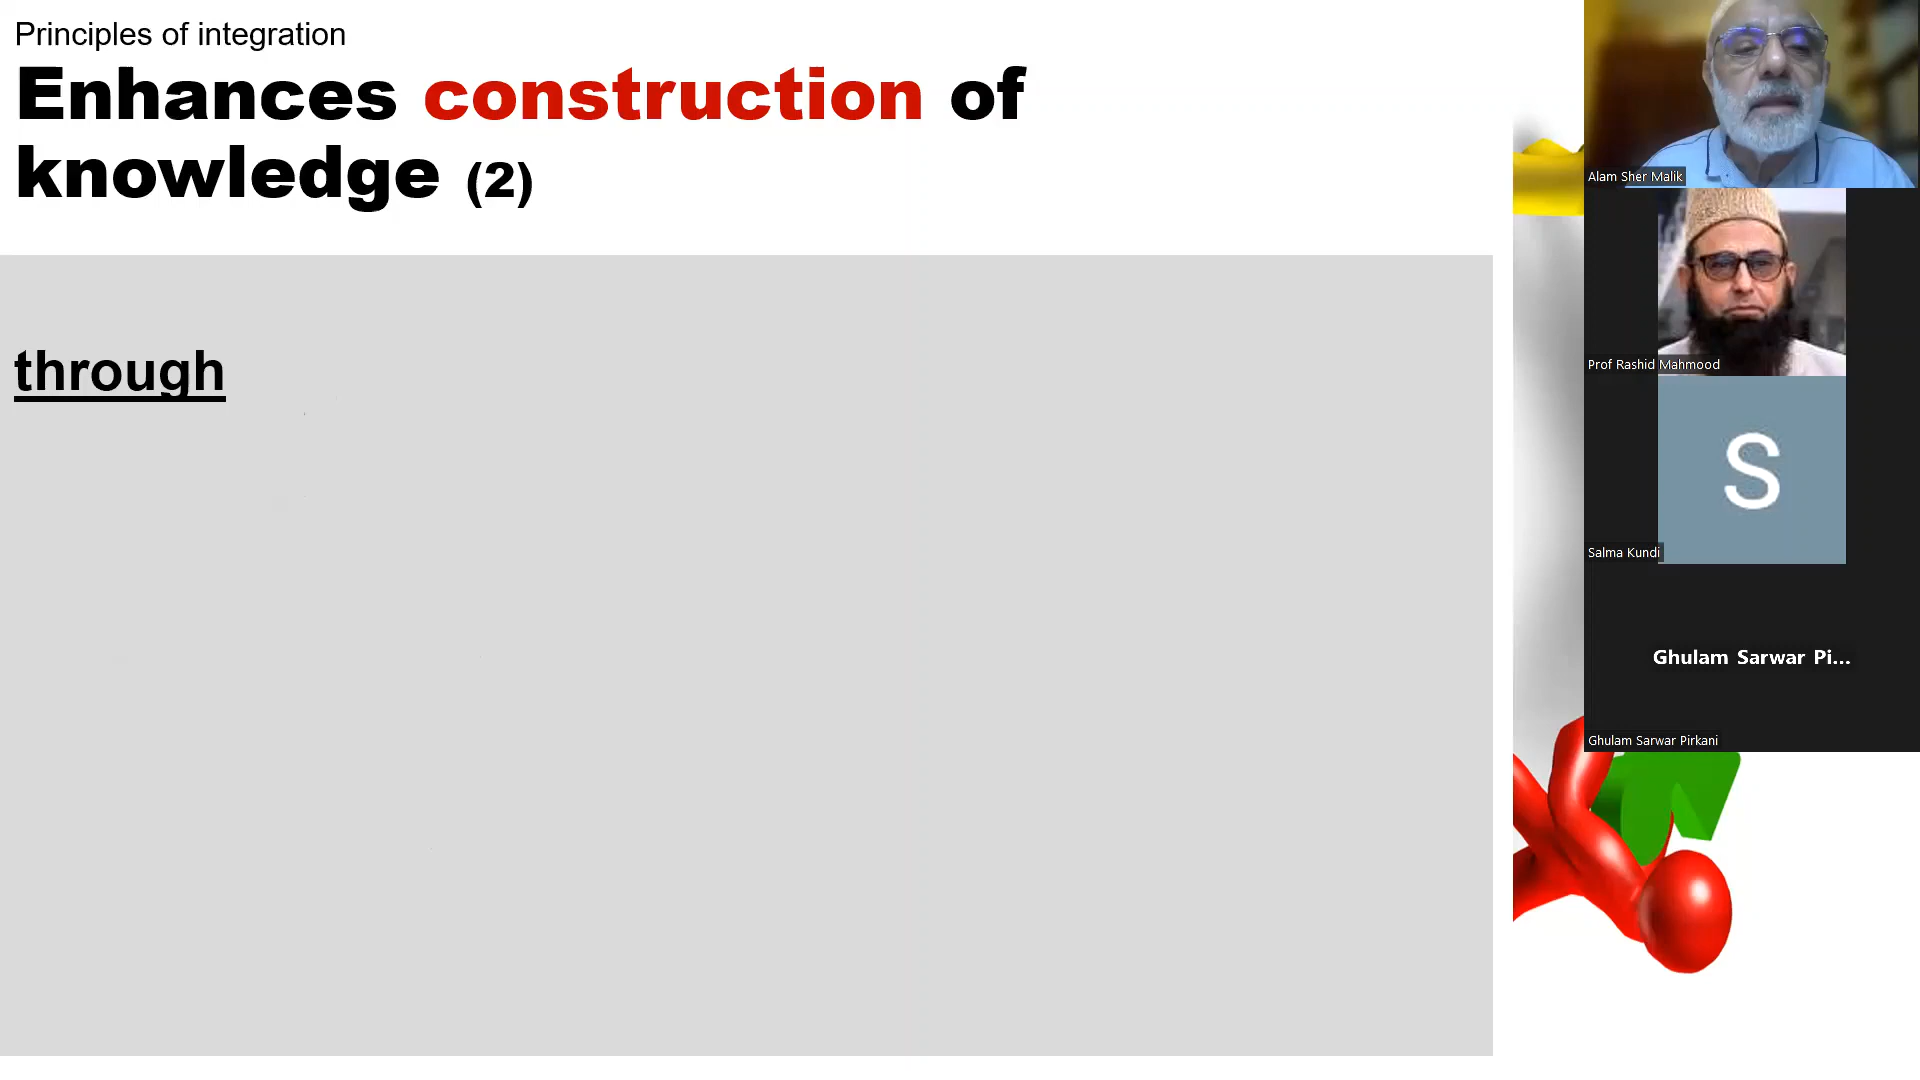 Principles of integration
Enhances construction of
knowledge (2)
through
Alam Sher Malik
Prof Rashid Mahmood
S
Salma Kundi
Ghulam Sarwar Pi...
Ghulam Sarwar Pirkani